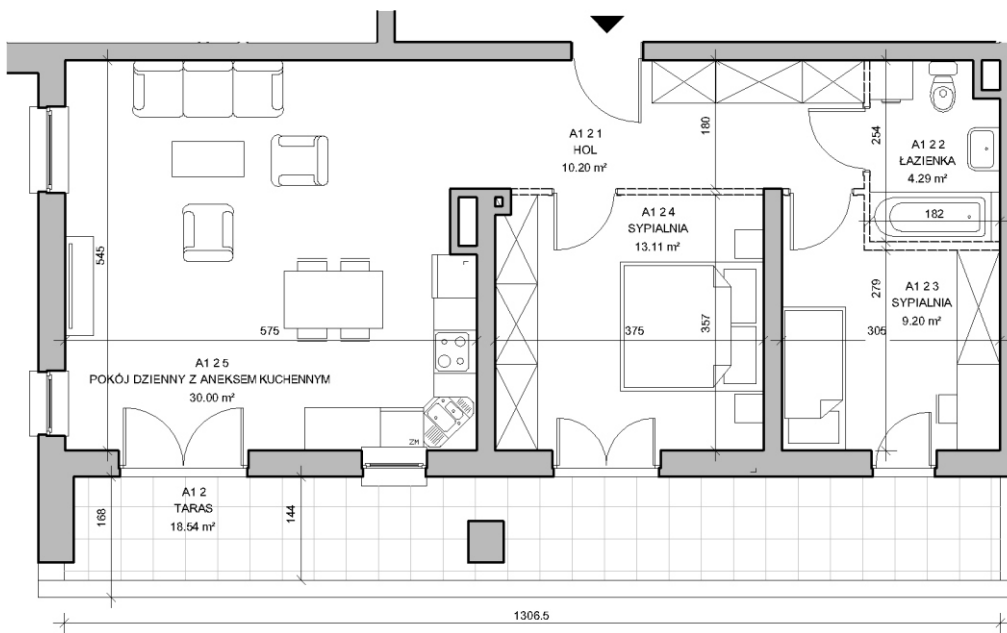 A1 2 1
HOL
10.20 m²
180
254
A1 2 2
ŁAZIENKA
4.29 m²
182
A1 2 4
SYPIALNIA
13.11 m²
545
279
A1 2 3
SYPIALNIA
9.20 m²
357
575
375
305
A1 2 5
POKÓJ DZIENNY Z ANEKSEM KUCHENNYM
30.00 m²
ZM
A1 2
TARAS
18.54 m²
168
144
1306.5